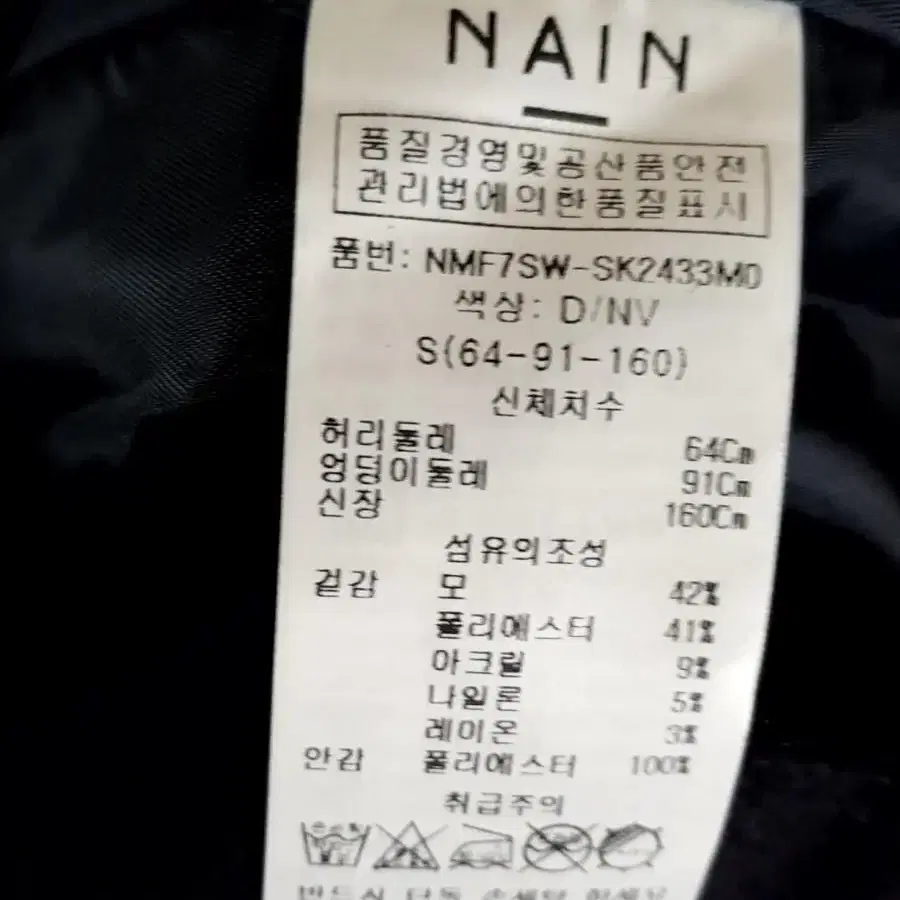 NAIN
품질경영및공산품안전
관리법에의한품질표시
품번: NMF7SW-SK2433MO
색상: D/NV
S(64-91-160)
신체치수
허리둘레 64Cm
엉덩이둘레 91Cm
신장 160Cm
섬유의조성
겉감 모 42%
폴리에스터 41%
아크릴 9%
나일론 5%
레이온 3%
안감 폴리에스터 100%
취급주의